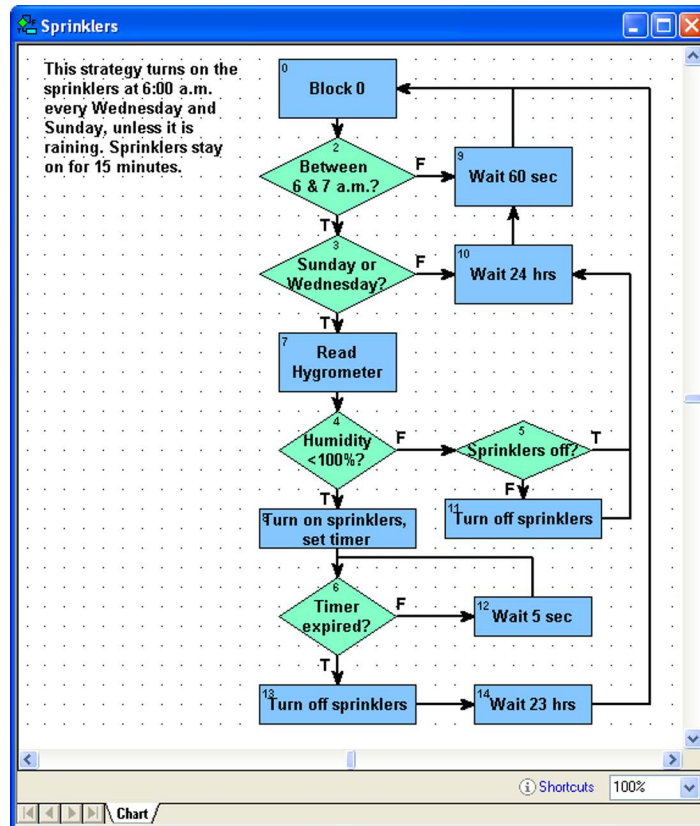 Sprinklers
This strategy turns on the
sprinklers at 6:00 a.m.
every Wednesday and
Sunday, unless it is
raining. Sprinklers stay
on for 15 minutes.
0
Block 0
2
Between
6 & 7 a.m.?
F
T
9
Wait 60 sec
3
Sunday or
Wednesday?
F
T
10
Wait 24 hrs
7
Read
Hygrometer
4
Humidity
<100%?
F
T
5
Sprinklers off?
T
F
8
Turn on sprinklers,
set timer
11
Turn off sprinklers
6
Timer
expired?
F
T
12
Wait 5 sec
13
Turn off sprinklers
14
Wait 23 hrs
Shortcuts
100%
Chart